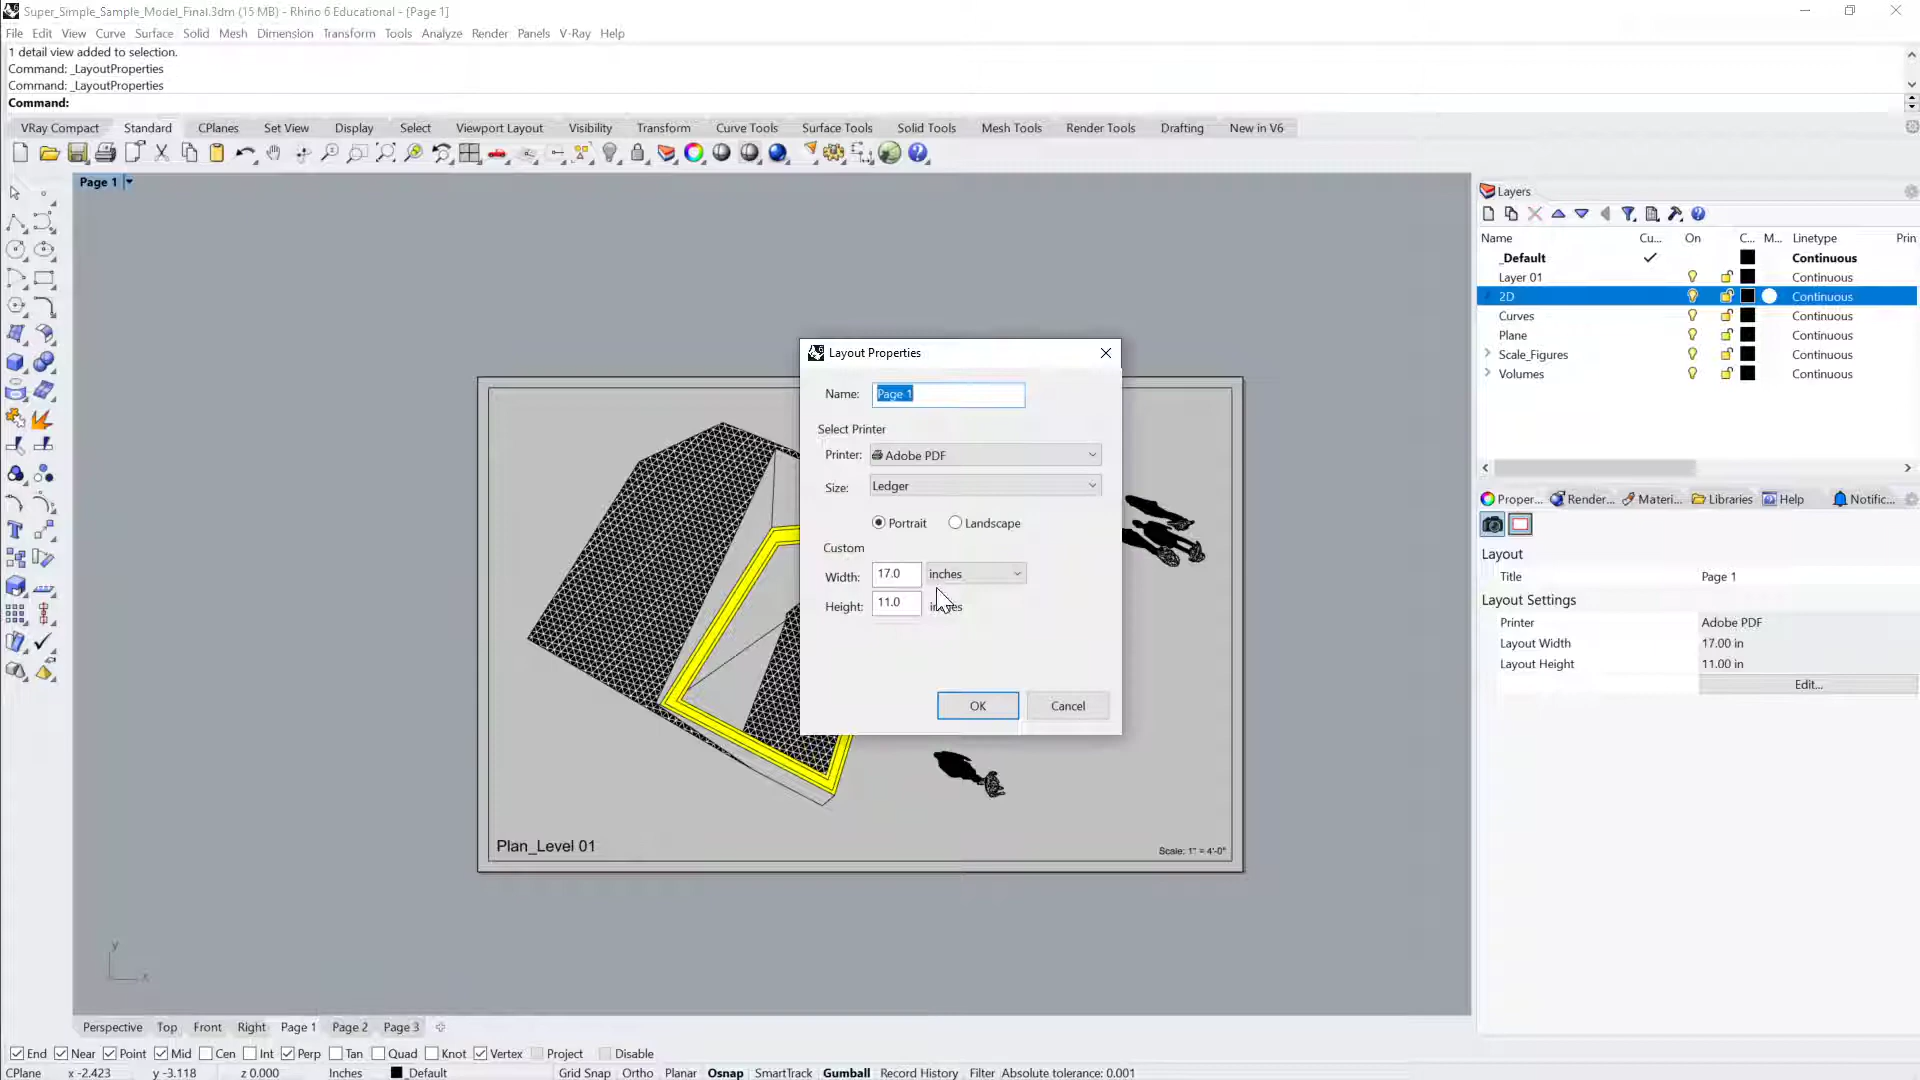 Super_Simple_Sample_Model_Final.3dm (15 MB) - Rhino 6 Educational - [Page 1]
File Edit View Curve Surface Solid Mesh Dimension Transform Tools Analyze Render Panels V-Ray Help
1 detail view added to selection.
Command: _LayoutProperties
Command: _LayoutProperties
Command:
VRay Compact Standard CPlanes Set View Display Select Viewport Layout Visibility Transform Curve Tools Surface Tools Solid Tools Mesh Tools Render Tools Drafting New in V6
Page 1
Layers
Name Cu... On C... M... Linetype Prin
_Default Continuous
Layer 01 Continuous
2D Continuous
Curves Continuous
Plane Continuous
Scale_Figures Continuous
Volumes Continuous
Layout Properties
Name: Page 1
Select Printer
Printer: Adobe PDF
Size: Ledger
Portrait Landscape
Custom
Width: 17.0 inches
Height: 11.0 inches
OK Cancel
Plan_Level 01
Scale: 1" = 4'-0"
Proper... Render... Materi... Libraries Help Notific...
Layout
Title Page 1
Layout Settings
Printer Adobe PDF
Layout Width 17.00 in
Layout Height 11.00 in
Edit...
y
x
Perspective Top Front Right Page 1 Page 2 Page 3
End Near Point Mid Cen Int Perp Tan Quad Knot Vertex Project Disable
CPlane x -2.423 y -3.118 z 0.000 Inches _Default Grid Snap Ortho Planar Osnap SmartTrack Gumball Record History Filter Absolute tolerance: 0.001